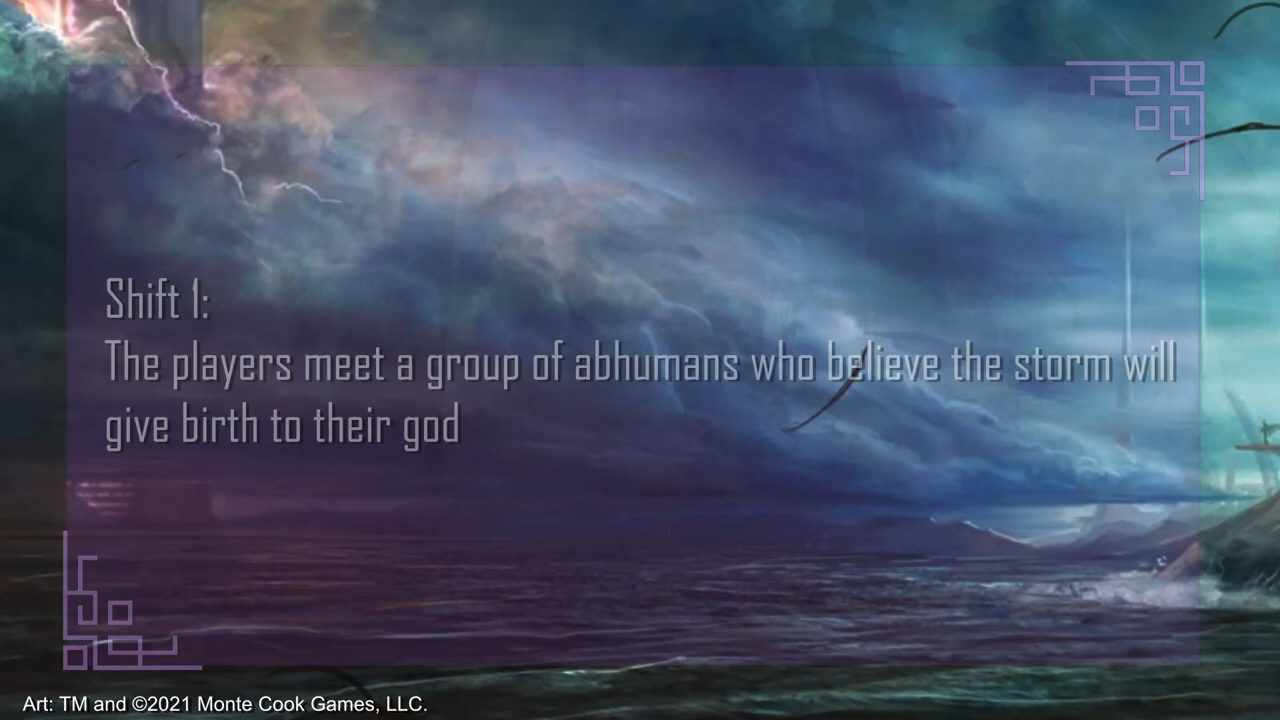 Shift 1:
The players meet a group of abhumans who believe the storm will
give birth to their god
Art: TM and ©2021 Monte Cook Games, LLC.